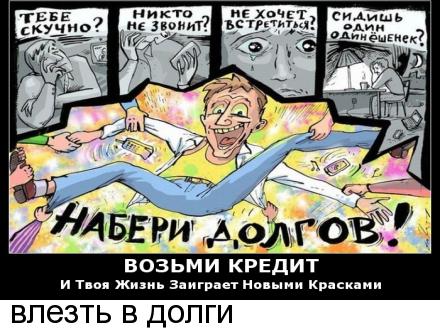 ТЕБЕ
СКУЧНО?
НИКТО
НЕ ЗВОНИТ?
НЕ ХОЧЕТ
ВСТРЕТИТЬСЯ?
СИДИШЬ
ОДИН
ОДИНЁШЕНЕК?
НАБЕРИ ДОЛГОВ!
ВОЗЬМИ КРЕДИТ
И Твоя Жизнь Заиграет Новыми Красками
влезть в долги